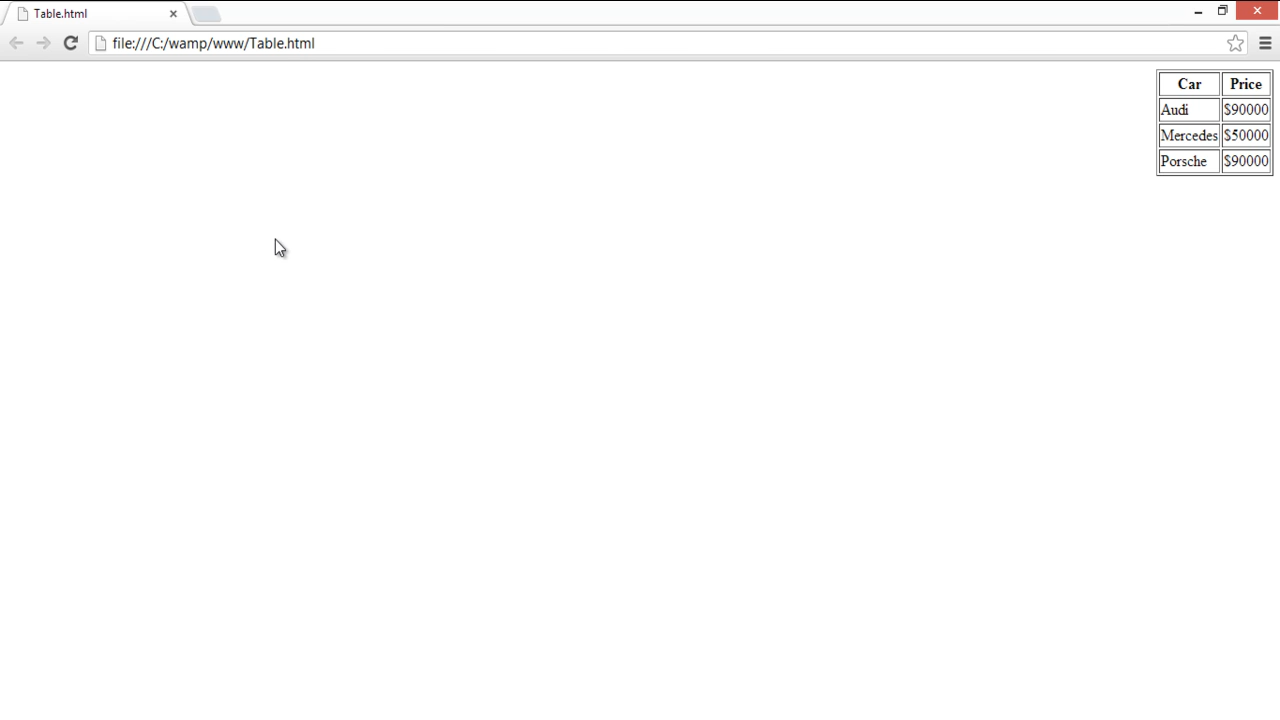 Table.html
file:///C:/wamp/www/Table.html
Car Price
Audi $90000
Mercedes $50000
Porsche $90000